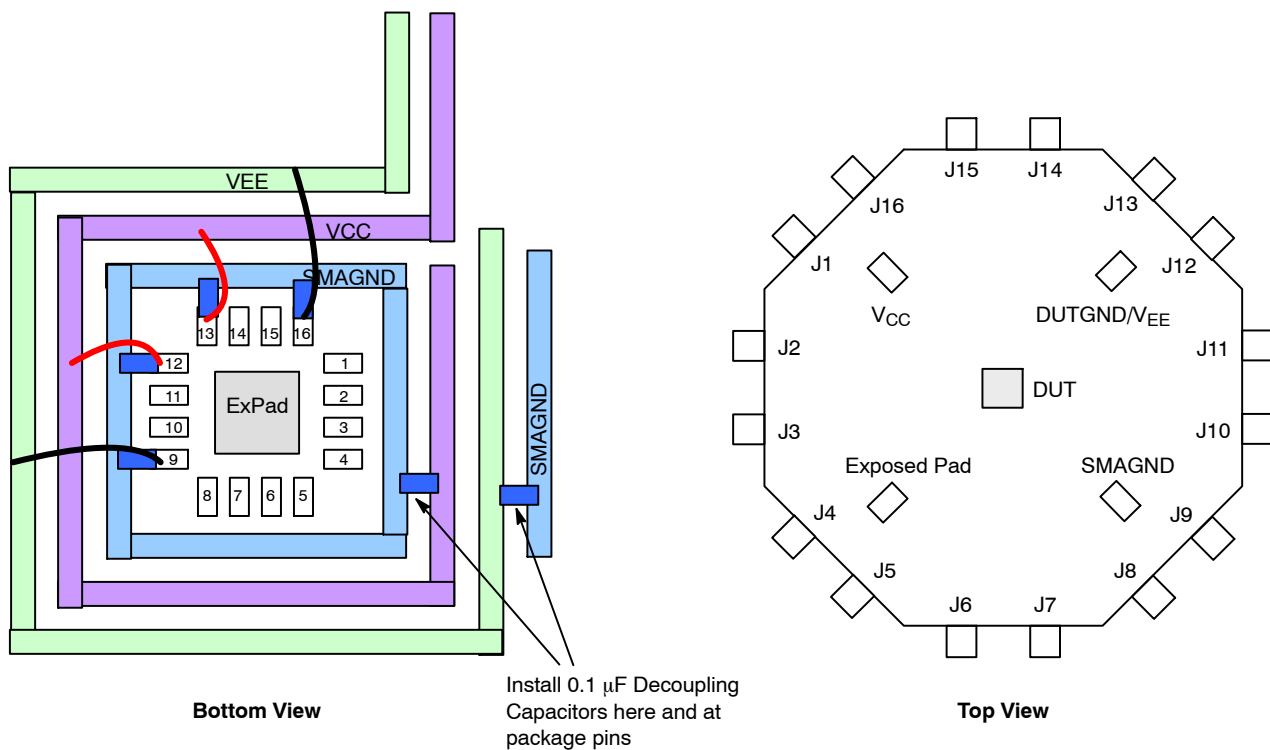 VEE
VCC
SMAGND
13
14
15
16
12
11
10
9
ExPad
1
2
3
4
8
7
6
5
SMAGND
Install 0.1 μF Decoupling
Capacitors here and at
package pins
Bottom View
J15
J14
J16
J13
J1
J12
VCC
DUTGND/VEE
J2
J11
DUT
J3
J10
Exposed Pad
SMAGND
J4
J9
J5
J8
J6
J7
Top View